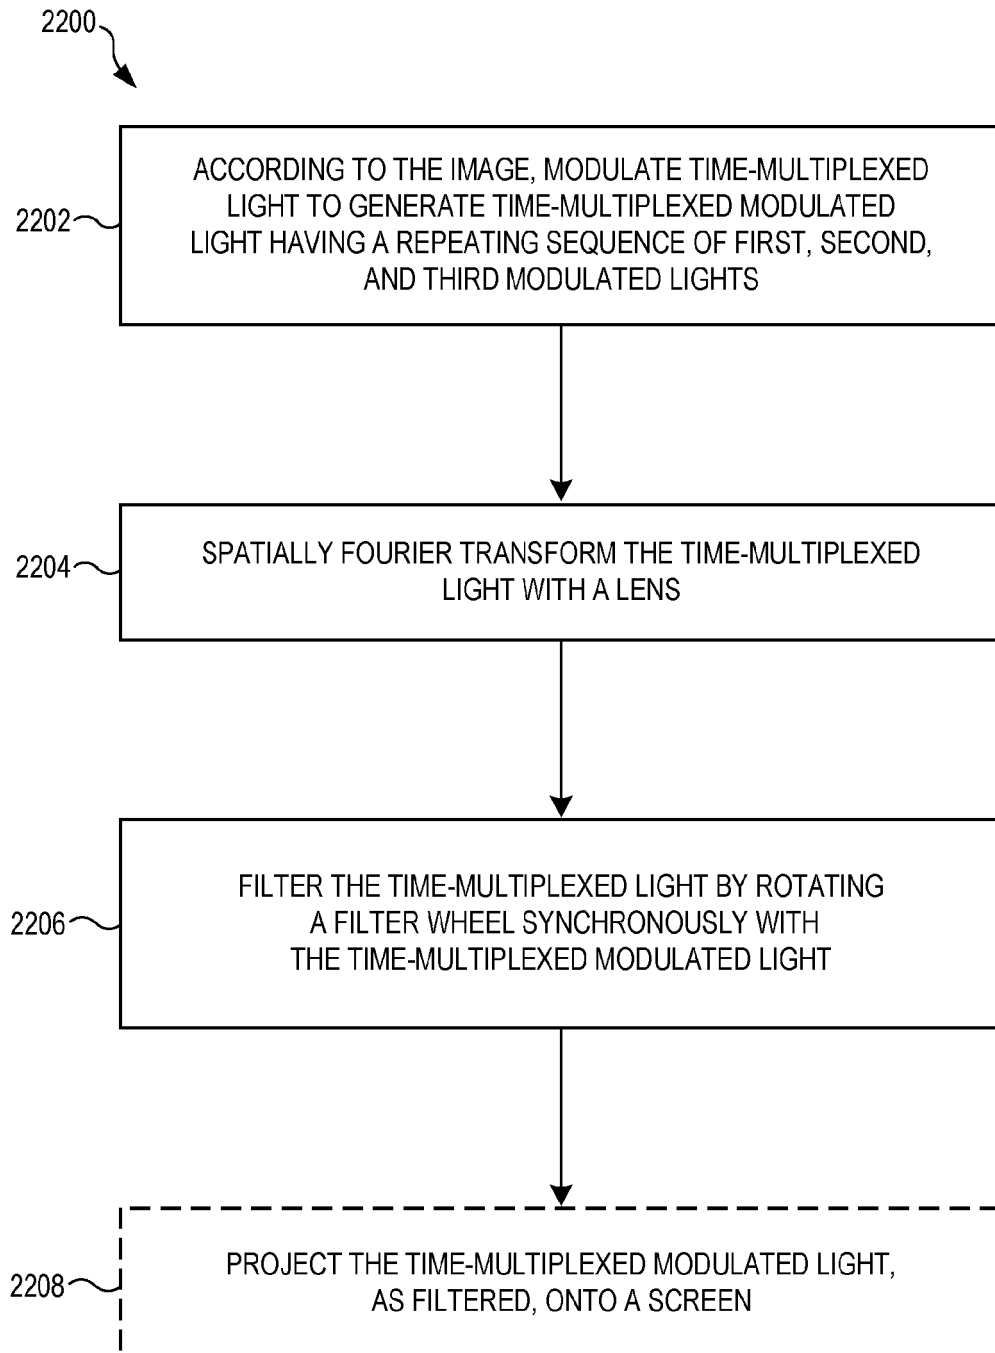 2200
2202
ACCORDING TO THE IMAGE, MODULATE TIME-MULTIPLEXED
LIGHT TO GENERATE TIME-MULTIPLEXED MODULATED
LIGHT HAVING A REPEATING SEQUENCE OF FIRST, SECOND,
AND THIRD MODULATED LIGHTS
2204
SPATIALLY FOURIER TRANSFORM THE TIME-MULTIPLEXED
LIGHT WITH A LENS
2206
FILTER THE TIME-MULTIPLEXED LIGHT BY ROTATING
A FILTER WHEEL SYNCHRONOUSLY WITH
THE TIME-MULTIPLEXED MODULATED LIGHT
2208
PROJECT THE TIME-MULTIPLEXED MODULATED LIGHT,
AS FILTERED, ONTO A SCREEN